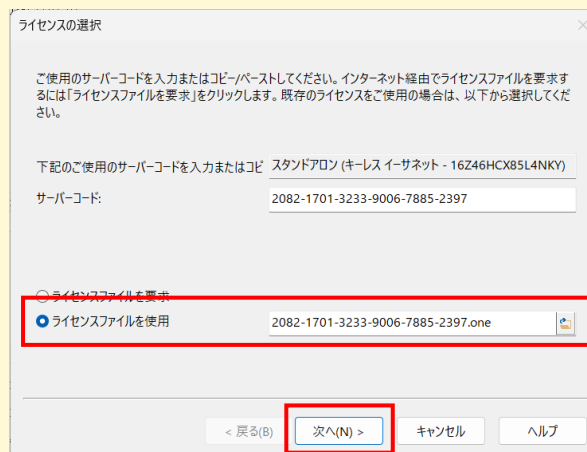 ライセンスの選択
ご使用のサーバーコードを入力またはコピー/ペーストしてください。インターネット経由でライセンスファイルを要求す
るには「ライセンスファイルを要求」をクリックします。既存のライセンスをご使用の場合は、以下から選択してくだ
さい。
下記のご使用のサーバーコードを入力またはコピ スタンドアロン (キーレス イーサネット - 16Z46HCX85L4NKY)
サーバーコード: 2082-1701-3233-9006-7885-2397
ライセンスファイルを要求
ライセンスファイルを使用 2082-1701-3233-9006-7885-2397.one
< 戻る(B) 次へ(N) > キャンセル ヘルプ